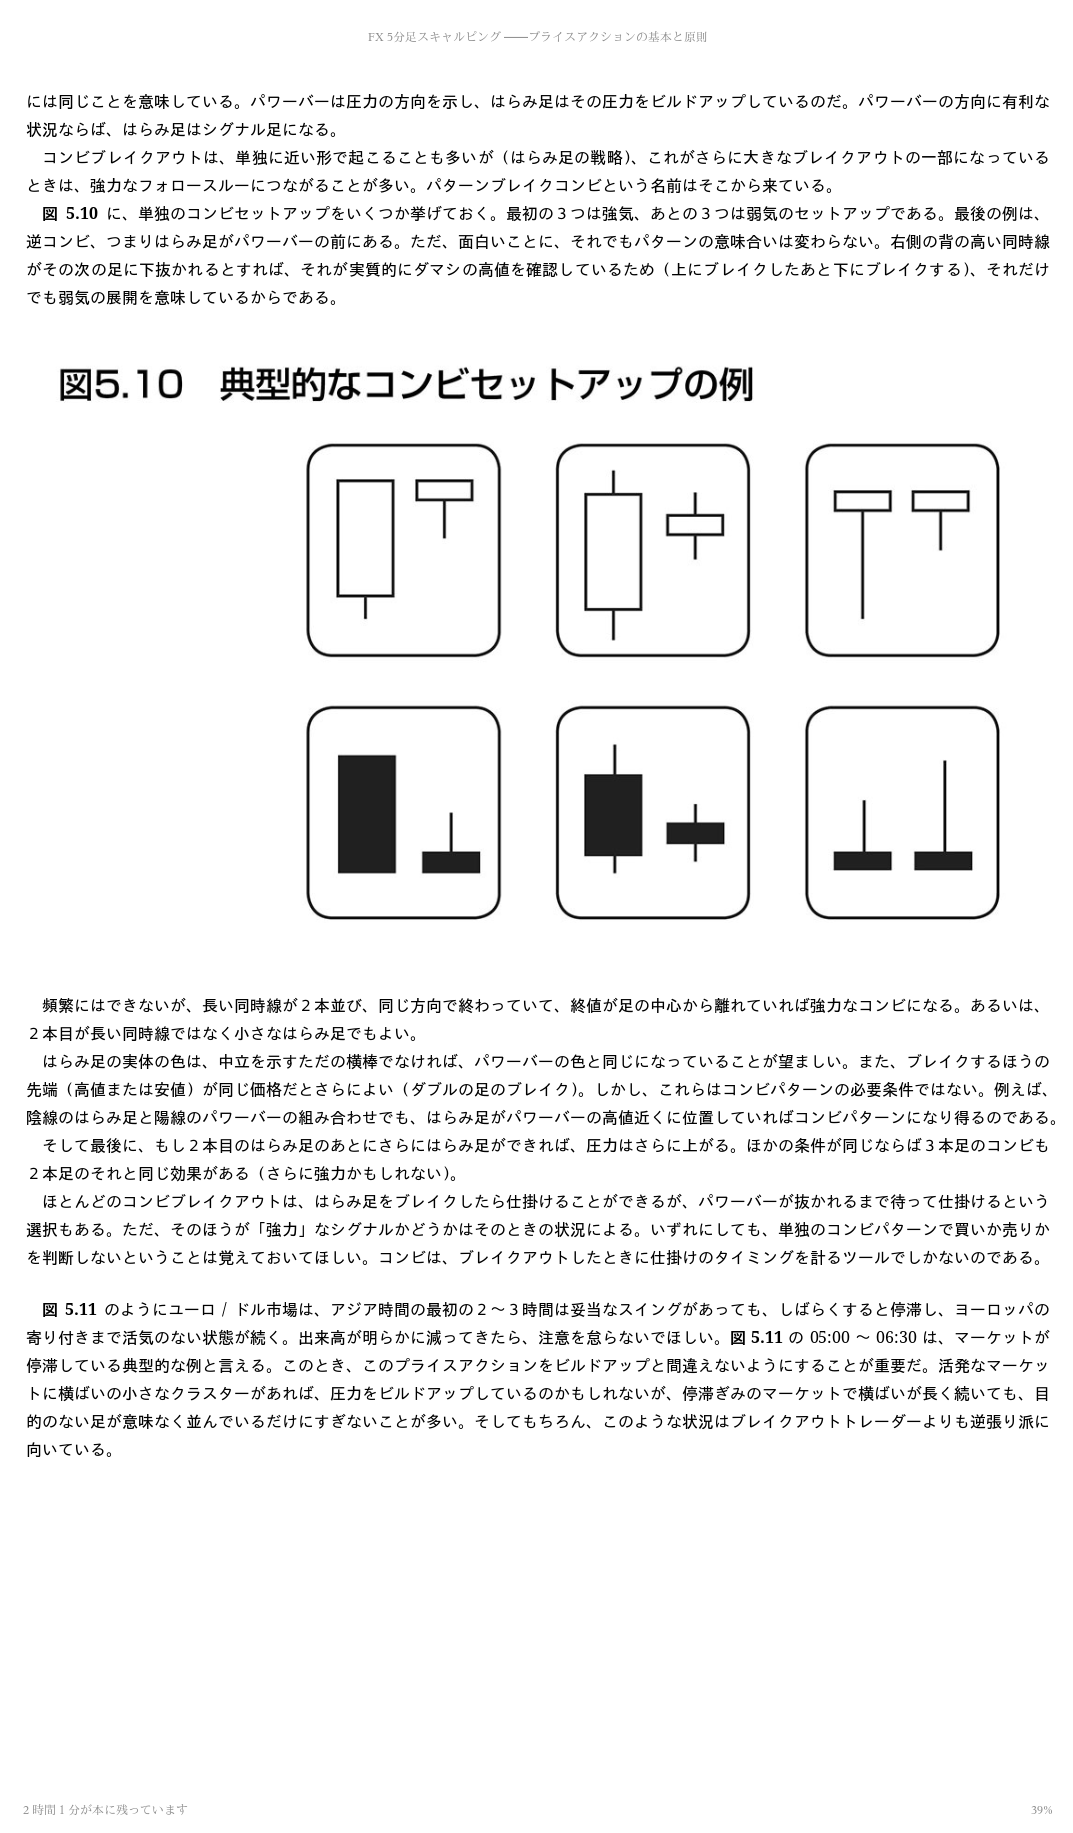 FX 5分足スキャルピング ――プライスアクションの基本と原則
には同じことを意味している。パワーバーは圧力の方向を示し、はらみ足はその圧力をビルドアップしているのだ。パワーバーの方向に有利な
状況ならば、はらみ足はシグナル足になる。
　コンビブレイクアウトは、単独に近い形で起こることも多いが（はらみ足の戦略）、これがさらに大きなブレイクアウトの一部になっている
ときは、強力なフォロースルーにつながることが多い。パターンブレイクコンビという名前はそこから来ている。
　図 5.10 に、単独のコンビセットアップをいくつか挙げておく。最初の３つは強気、あとの３つは弱気のセットアップである。最後の例は、
逆コンビ、つまりはらみ足がパワーバーの前にある。ただ、面白いことに、それでもパターンの意味合いは変わらない。右側の背の高い同時線
がその次の足に下抜かれるとすれば、それが実質的にダマシの高値を確認しているため（上にブレイクしたあと下にブレイクする）、それだけ
でも弱気の展開を意味しているからである。
図5.10　典型的なコンビセットアップの例
　頻繁にはできないが、長い同時線が２本並び、同じ方向で終わっていて、終値が足の中心から離れていれば強力なコンビになる。あるいは、
２本目が長い同時線ではなく小さなはらみ足でもよい。
　はらみ足の実体の色は、中立を示すただの横棒でなければ、パワーバーの色と同じになっていることが望ましい。また、ブレイクするほうの
先端（高値または安値）が同じ価格だとさらによい（ダブルの足のブレイク）。しかし、これらはコンビパターンの必要条件ではない。例えば、
陰線のはらみ足と陽線のパワーバーの組み合わせでも、はらみ足がパワーバーの高値近くに位置していればコンビパターンになり得るのである。
　そして最後に、もし２本目のはらみ足のあとにさらにはらみ足ができれば、圧力はさらに上がる。ほかの条件が同じならば３本足のコンビも
２本足のそれと同じ効果がある（さらに強力かもしれない）。
　ほとんどのコンビブレイクアウトは、はらみ足をブレイクしたら仕掛けることができるが、パワーバーが抜かれるまで待って仕掛けるという
選択もある。ただ、そのほうが「強力」なシグナルかどうかはそのときの状況による。いずれにしても、単独のコンビパターンで買いか売りか
を判断しないということは覚えておいてほしい。コンビは、ブレイクアウトしたときに仕掛けのタイミングを計るツールでしかないのである。
　図 5.11 のようにユーロ / ドル市場は、アジア時間の最初の２〜３時間は妥当なスイングがあっても、しばらくすると停滞し、ヨーロッパの
寄り付きまで活気のない状態が続く。出来高が明らかに減ってきたら、注意を怠らないでほしい。図 5.11 の 05:00 〜 06:30 は、マーケットが
停滞している典型的な例と言える。このとき、このプライスアクションをビルドアップと間違えないようにすることが重要だ。活発なマーケッ
トに横ばいの小さなクラスターがあれば、圧力をビルドアップしているのかもしれないが、停滞ぎみのマーケットで横ばいが長く続いても、目
的のない足が意味なく並んでいるだけにすぎないことが多い。そしてもちろん、このような状況はブレイクアウトトレーダーよりも逆張り派に
向いている。
2 時間 1 分が本に残っています
39%